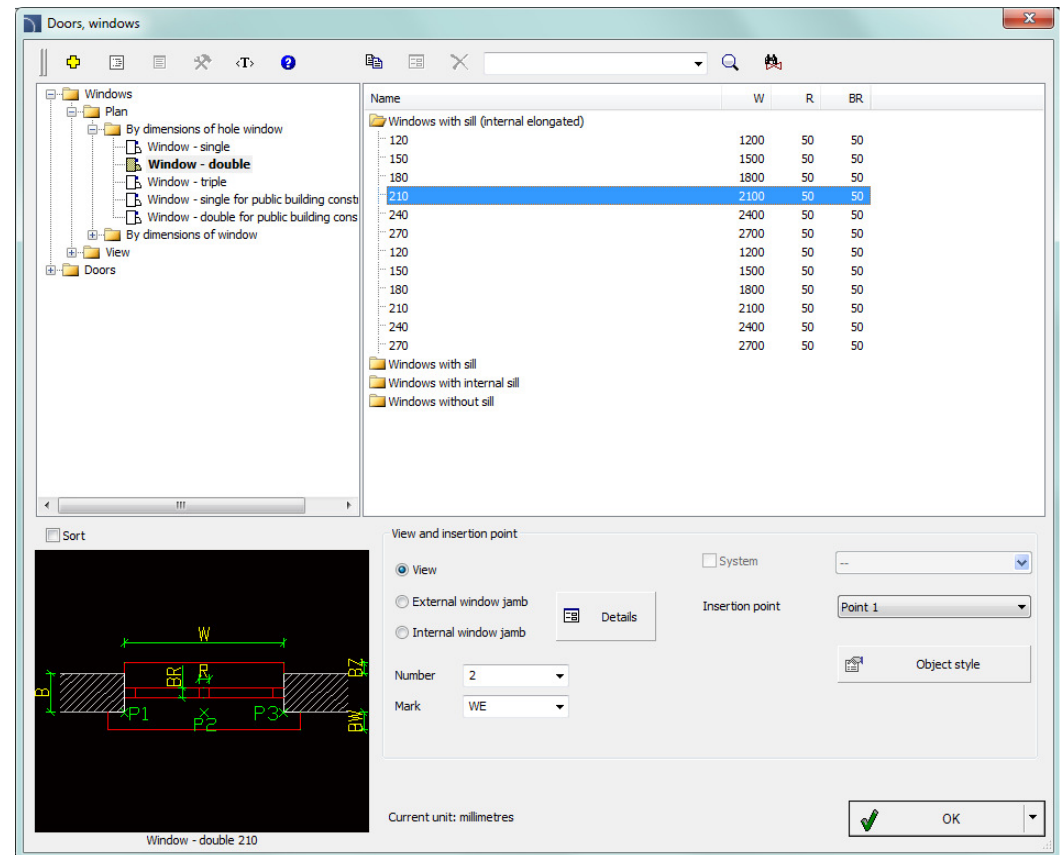 Doors, windows
<T>
Windows
Plan
By dimensions of hole window
Window - single
Window - double
Window - triple
Window - single for public building constr
Window - double for public building cons
By dimensions of window
View
Doors
Name W R BR
Windows with sill (internal elongated)
120 1200 50 50
150 1500 50 50
180 1800 50 50
210 2100 50 50
240 2400 50 50
270 2700 50 50
120 1200 50 50
150 1500 50 50
180 1800 50 50
210 2100 50 50
240 2400 50 50
270 2700 50 50
Windows with sill
Windows with internal sill
Windows without sill
Sort
W
BR R BZ
B
P1 P2 P3 BW
Window - double 210
View and insertion point
View
External window jamb
Internal window jamb
Details
Number 2
Mark WE
System --
Insertion point Point 1
Object style
Current unit: millimetres
OK